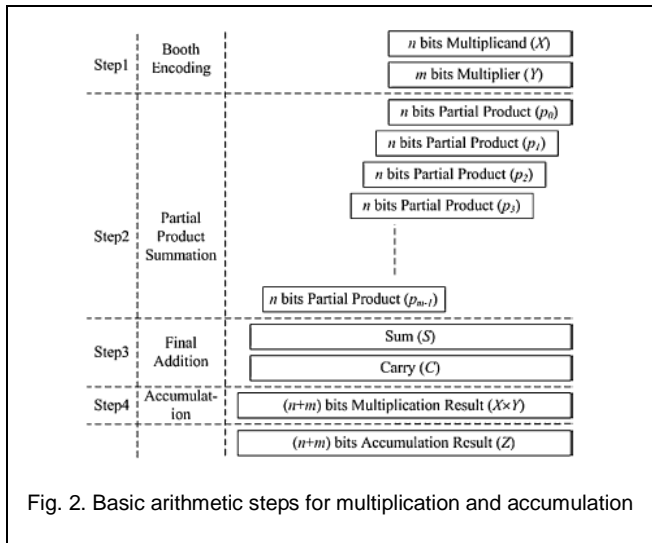 Step1
Booth
Encoding
n bits Multiplicand (X)
m bits Multiplier (Y)
Step2
Partial
Product
Summation
n bits Partial Product (p0)
n bits Partial Product (p1)
n bits Partial Product (p2)
n bits Partial Product (p3)
n bits Partial Product (pm-1)
Step3
Final
Addition
Sum (S)
Carry (C)
Step4
Accumulat-
ion
(n+m) bits Multiplication Result (X×Y)
(n+m) bits Accumulation Result (Z)
Fig. 2. Basic arithmetic steps for multiplication and accumulation